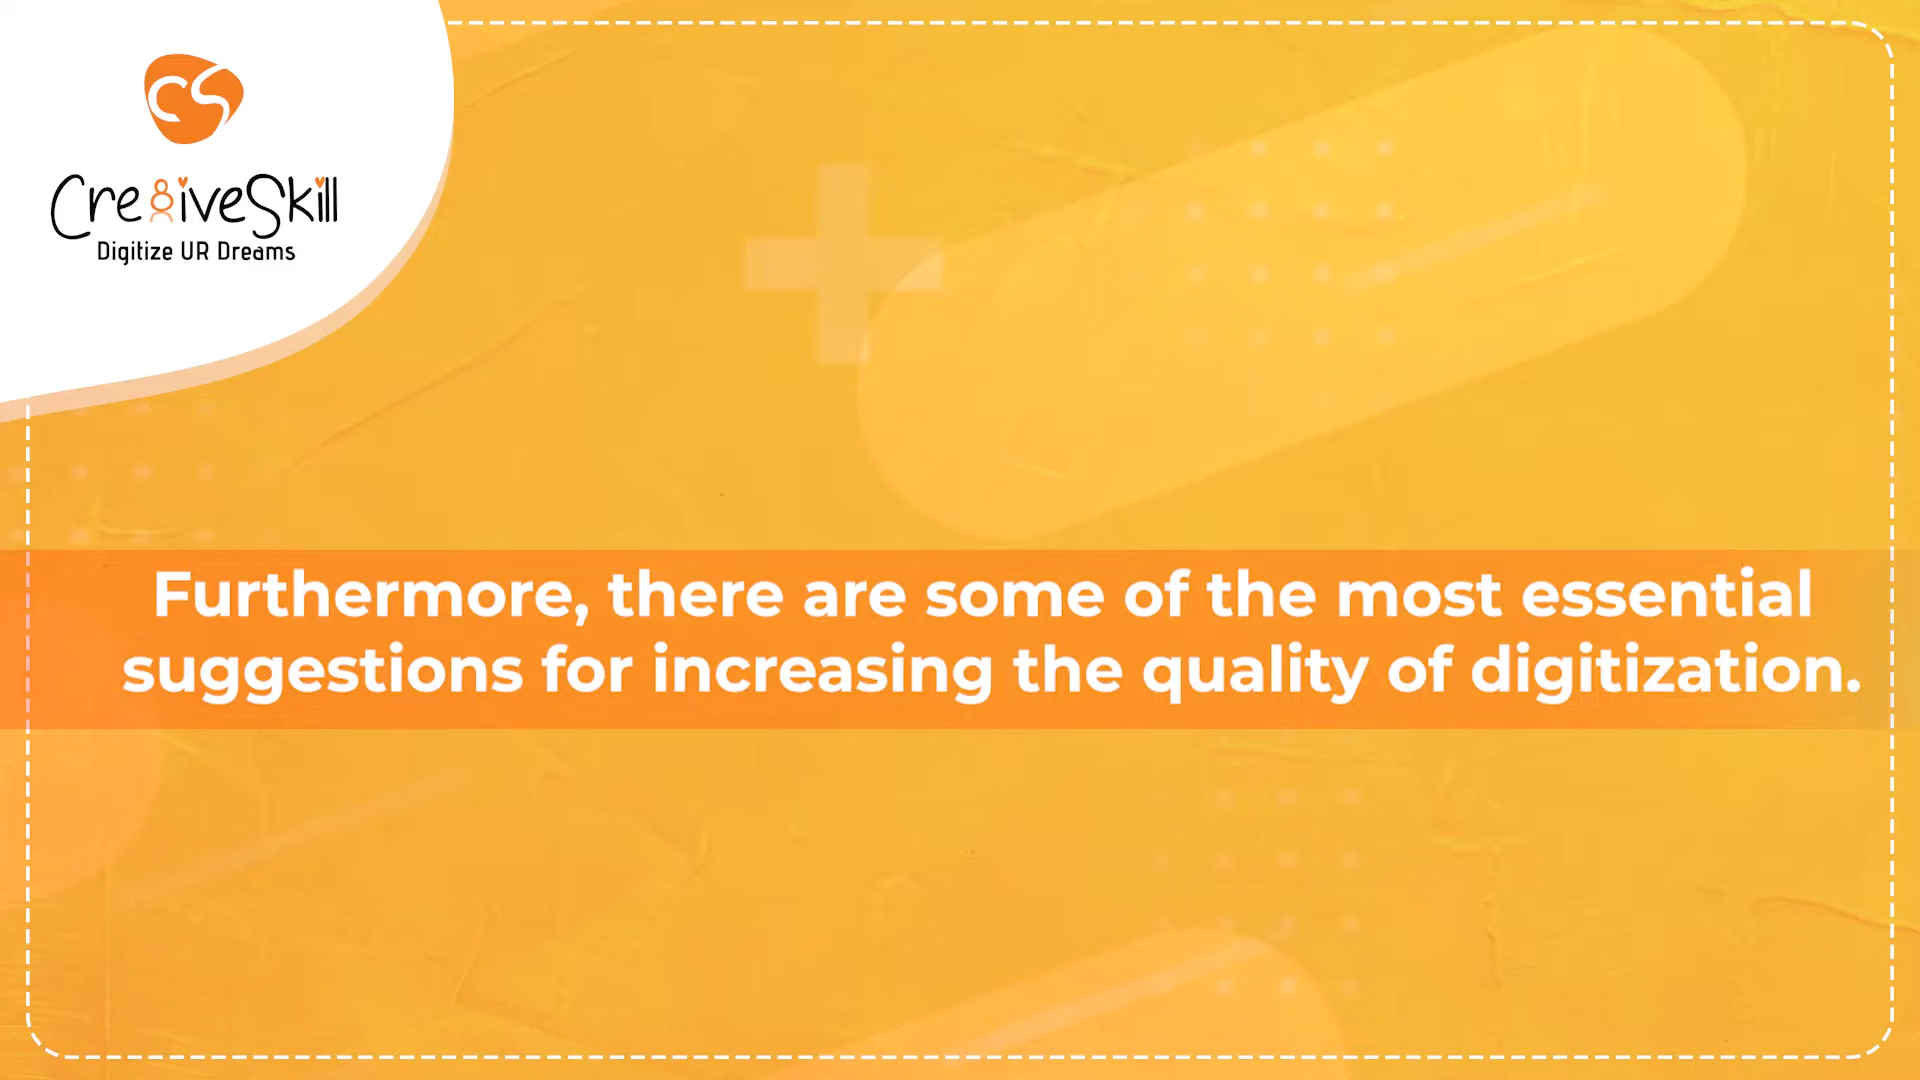 CS
Cre8iveSkill
Digitize UR Dreams
Furthermore, there are some of the most essential
suggestions for increasing the quality of digitization.